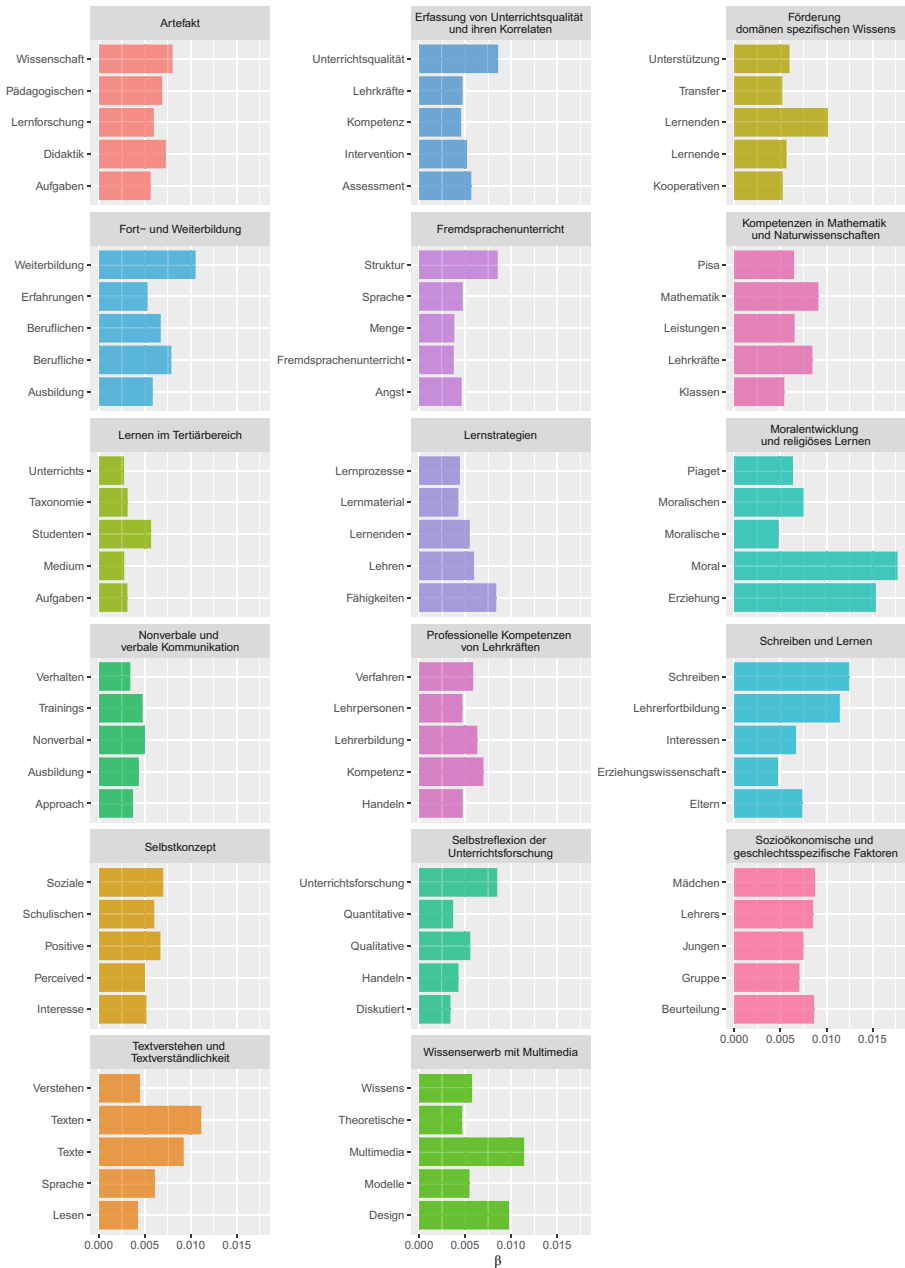 Artefakt
Wissenschaft
Pädagogischen
Lernforschung
Didaktik
Aufgaben
Erfassung von Unterrichtsqualität
und ihren Korrelaten
Unterrichtsqualität
Lehrkräfte
Kompetenz
Intervention
Assessment
Förderung
domänen spezifischen Wissens
Unterstützung
Transfer
Lernenden
Lernende
Kooperativen
Fort− und Weiterbildung
Weiterbildung
Erfahrungen
Beruflichen
Berufliche
Ausbildung
Fremdsprachenunterricht
Struktur
Sprache
Menge
Fremdsprachenunterricht
Angst
Kompetenzen in Mathematik
und Naturwissenschaften
Pisa
Mathematik
Leistungen
Lehrkräfte
Klassen
Lernen im Tertiärbereich
Unterrichts
Taxonomie
Studenten
Medium
Aufgaben
Lernstrategien
Lernprozesse
Lernmaterial
Lernenden
Lehren
Fähigkeiten
Moralentwicklung
und religiöses Lernen
Piaget
Moralischen
Moralische
Moral
Erziehung
Nonverbale und
verbale Kommunikation
Verhalten
Trainings
Nonverbal
Ausbildung
Approach
Professionelle Kompetenzen
von Lehrkräften
Verfahren
Lehrpersonen
Lehrerbildung
Kompetenz
Handeln
Schreiben und Lernen
Schreiben
Lehrerfortbildung
Interessen
Erziehungswissenschaft
Eltern
Selbstkonzept
Soziale
Schulischen
Positive
Perceived
Interesse
Selbstreflexion der
Unterrichtsforschung
Unterrichtsforschung
Quantitative
Qualitative
Handeln
Diskutiert
Sozioökonomische und
geschlechtsspezifische Faktoren
Mädchen
Lehrers
Jungen
Gruppe
Beurteilung
0.000 0.005 0.010 0.015
Textverstehen und
Textverständlichkeit
Verstehen
Texten
Texte
Sprache
Lesen
0.000 0.005 0.010 0.015
Wissenserwerb mit Multimedia
Wissens
Theoretische
Multimedia
Modelle
Design
0.000 0.005 0.010 0.015
β